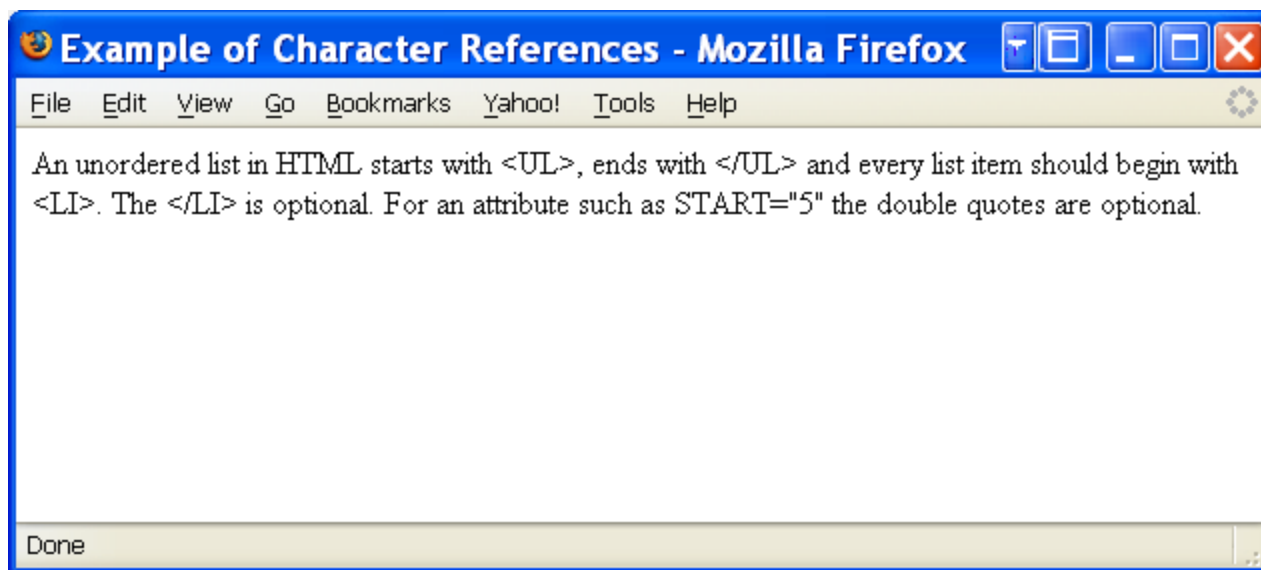 Example of Character References - Mozilla Firefox
File Edit View Go Bookmarks Yahoo! Tools Help
An unordered list in HTML starts with <UL>, ends with </UL> and every list item should begin with
<LI>. The </LI> is optional. For an attribute such as START="5" the double quotes are optional.
Done